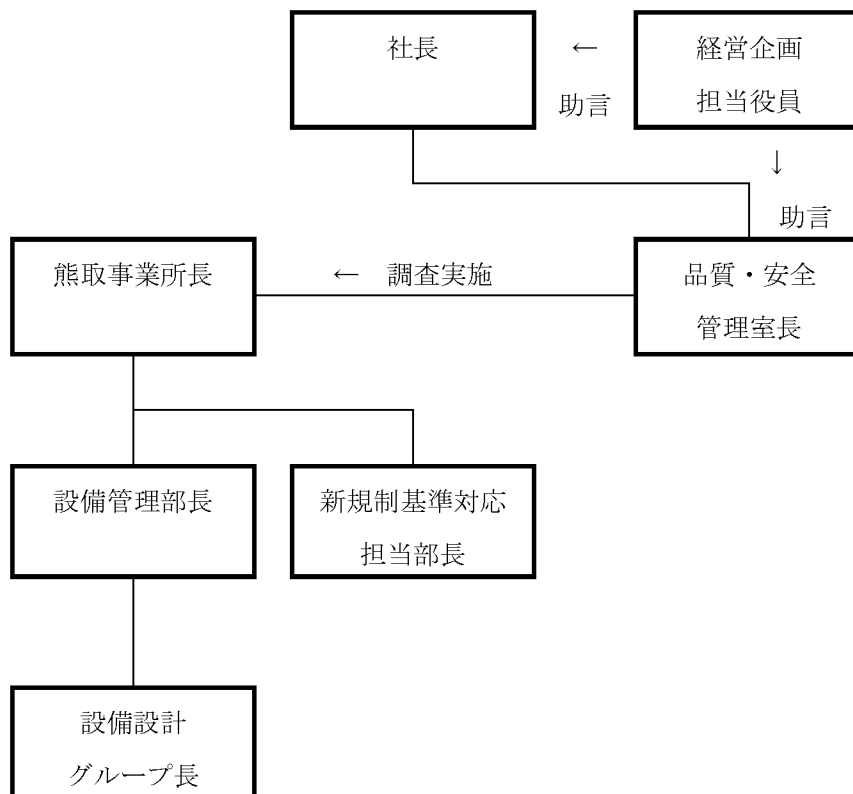 社長
←
助言
経営企画
担当役員
↓
助言
熊取事業所長
← 調査実施
品質・安全
管理室長
設備管理部長
新規制基準対応
担当部長
設備設計
グループ長